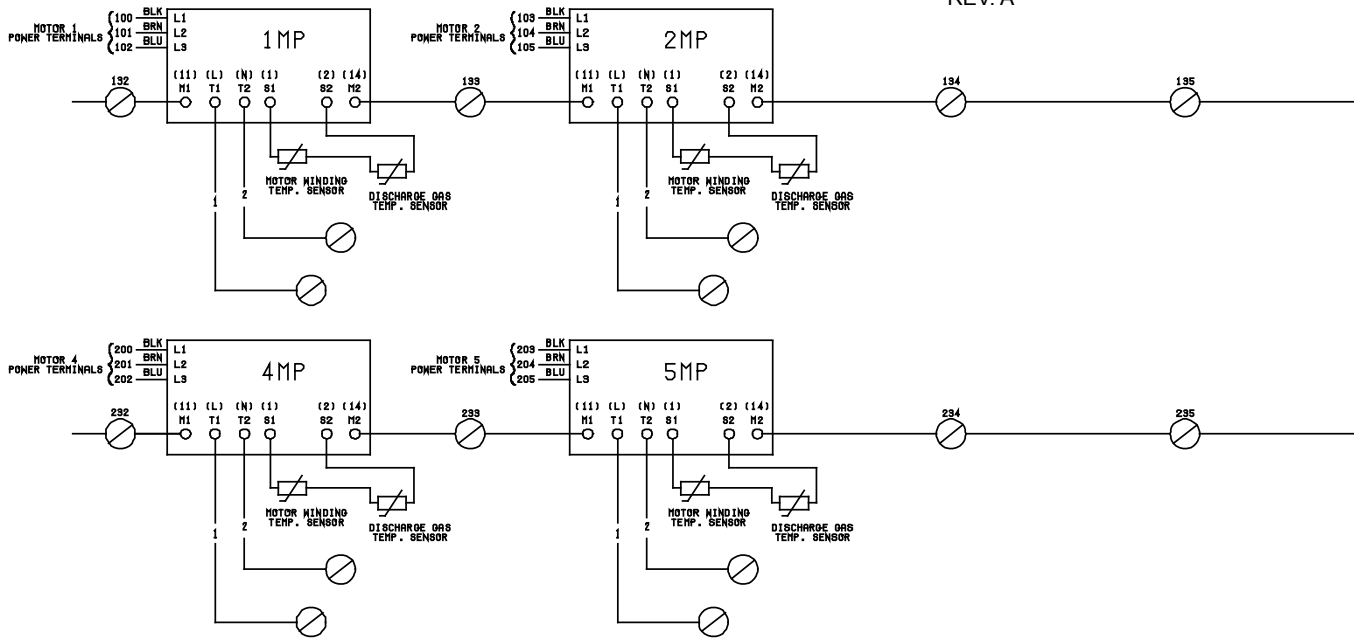 REV. A
MOTOR 1
POWER TERMINALS
100 BLK L1
101 BRN L2
102 BLU L3
1MP
(11) (L) (N) (1) (2) (14)
M1 T1 T2 S1 S2 M2
132
MOTOR WINDING
TEMP. SENSOR
DISCHARGE GAS
TEMP. SENSOR
1
2
MOTOR 2
POWER TERMINALS
103 BLK L1
104 BRN L2
105 BLU L3
2MP
(11) (L) (N) (1) (2) (14)
M1 T1 T2 S1 S2 M2
133
134
135
MOTOR WINDING
TEMP. SENSOR
DISCHARGE GAS
TEMP. SENSOR
1
2
MOTOR 4
POWER TERMINALS
200 BLK L1
201 BRN L2
202 BLU L3
4MP
(11) (L) (N) (1) (2) (14)
M1 T1 T2 S1 S2 M2
232
MOTOR WINDING
TEMP. SENSOR
DISCHARGE GAS
TEMP. SENSOR
1
2
MOTOR 5
POWER TERMINALS
203 BLK L1
204 BRN L2
205 BLU L3
5MP
(11) (L) (N) (1) (2) (14)
M1 T1 T2 S1 S2 M2
233
234
235
MOTOR WINDING
TEMP. SENSOR
DISCHARGE GAS
TEMP. SENSOR
1
2